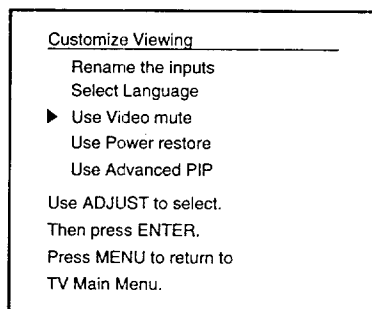 Customize Viewing
Rename the inputs
Select Language
Use Video mute
Use Power restore
Use Advanced PIP
Use ADJUST to select.
Then press ENTER.
Press MENU to return to
TV Main Menu.